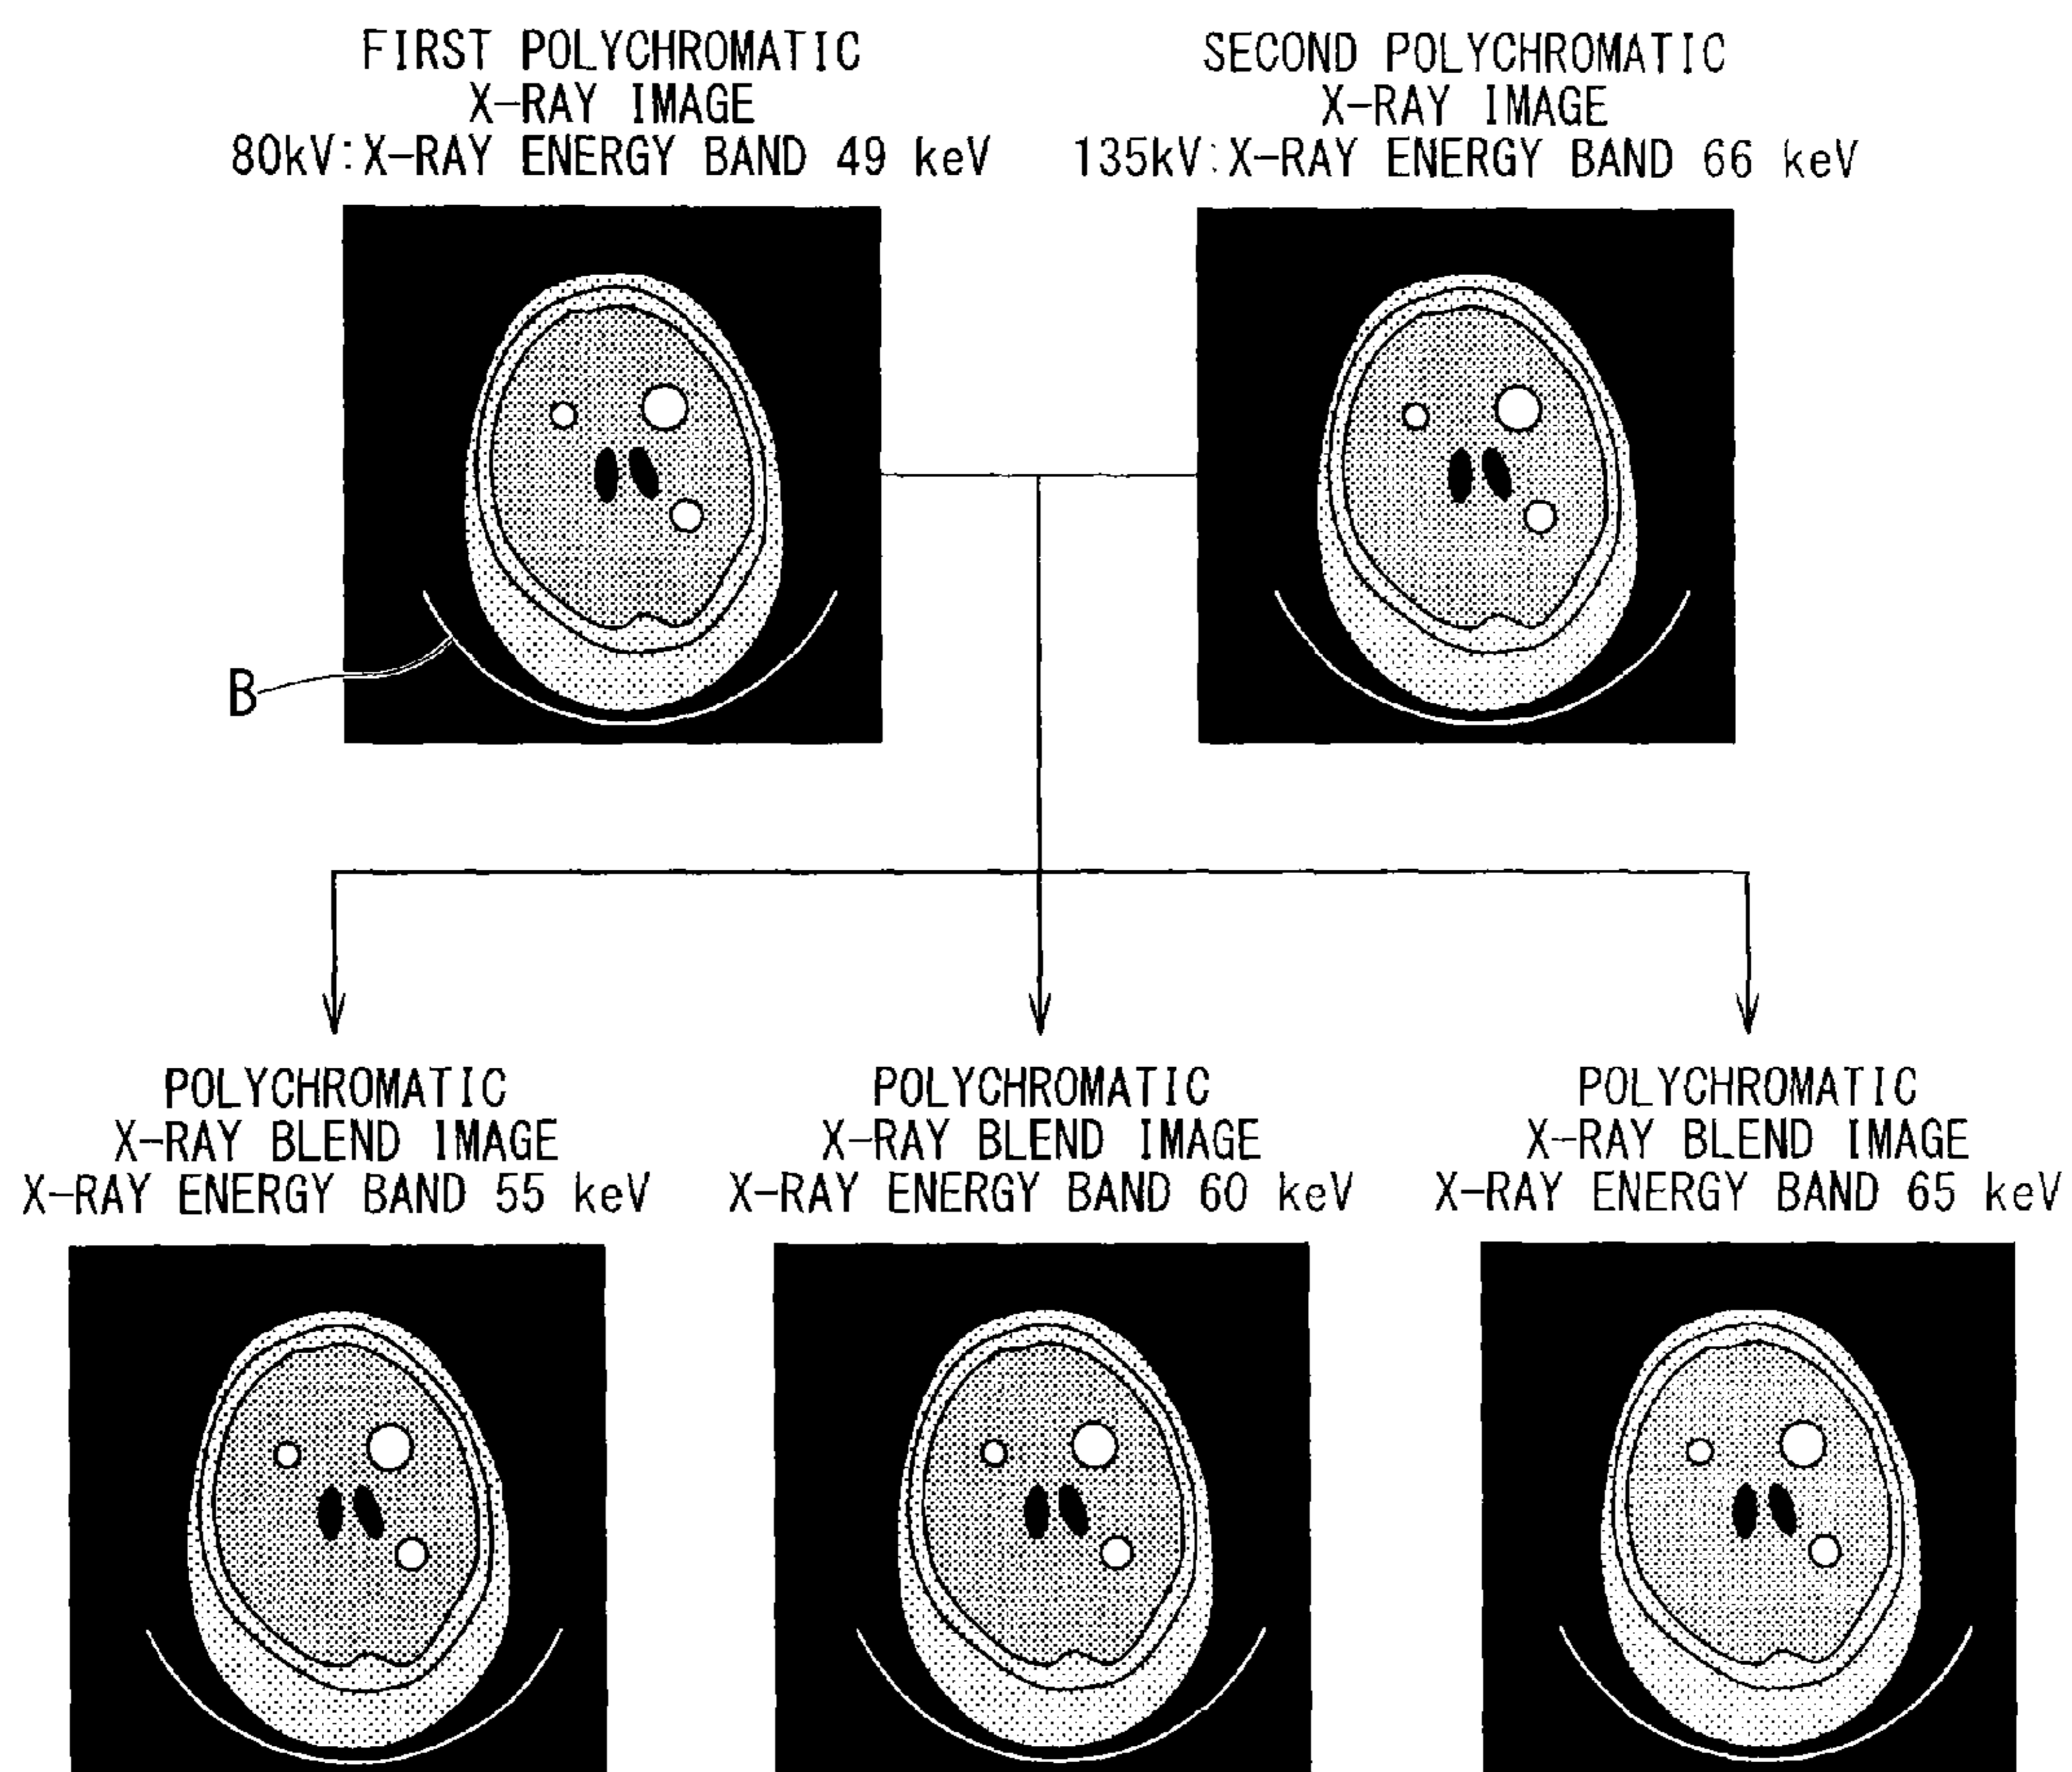 FIRST POLYCHROMATIC
X-RAY IMAGE
80kV:X-RAY ENERGY BAND 49 keV
SECOND POLYCHROMATIC
X-RAY IMAGE
135kV:X-RAY ENERGY BAND 66 keV
B
POLYCHROMATIC
X-RAY BLEND IMAGE
X-RAY ENERGY BAND 55 keV
POLYCHROMATIC
X-RAY BLEND IMAGE
X-RAY ENERGY BAND 60 keV
POLYCHROMATIC
X-RAY BLEND IMAGE
X-RAY ENERGY BAND 65 keV